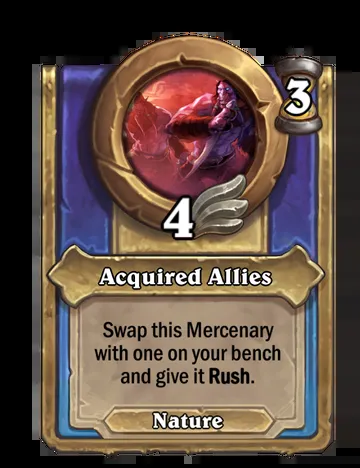 3
4
Acquired Allies
Swap this Mercenary
with one on your bench
and give it Rush.
Nature